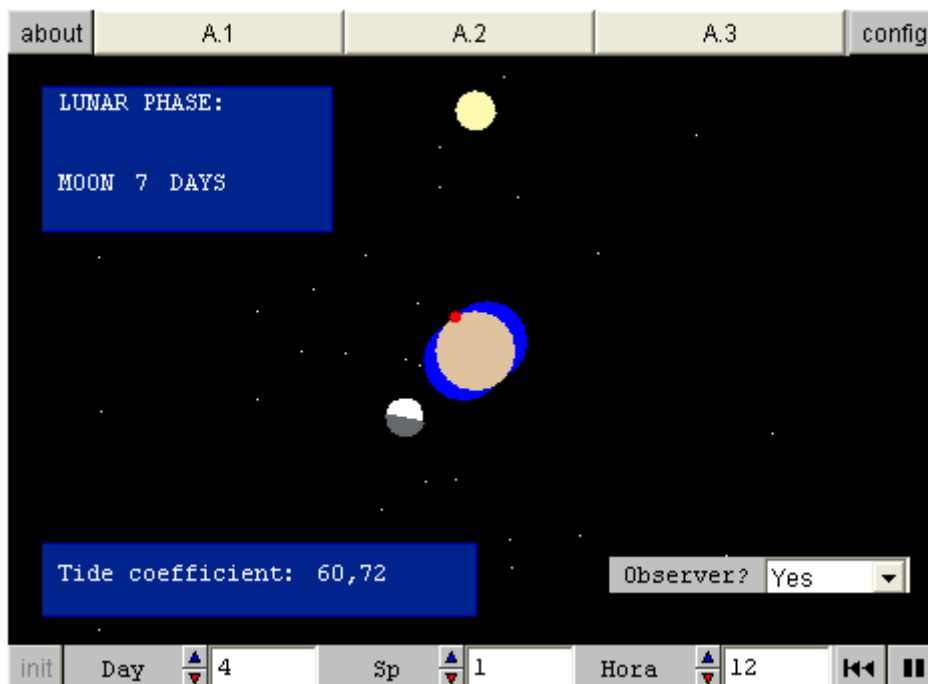 about A.1 A.2 A.3 config
LUNAR PHASE:
MOON 7 DAYS
Tide coefficient: 60,72
Observer? Yes
init Day 4 Sp 1 Hora 12